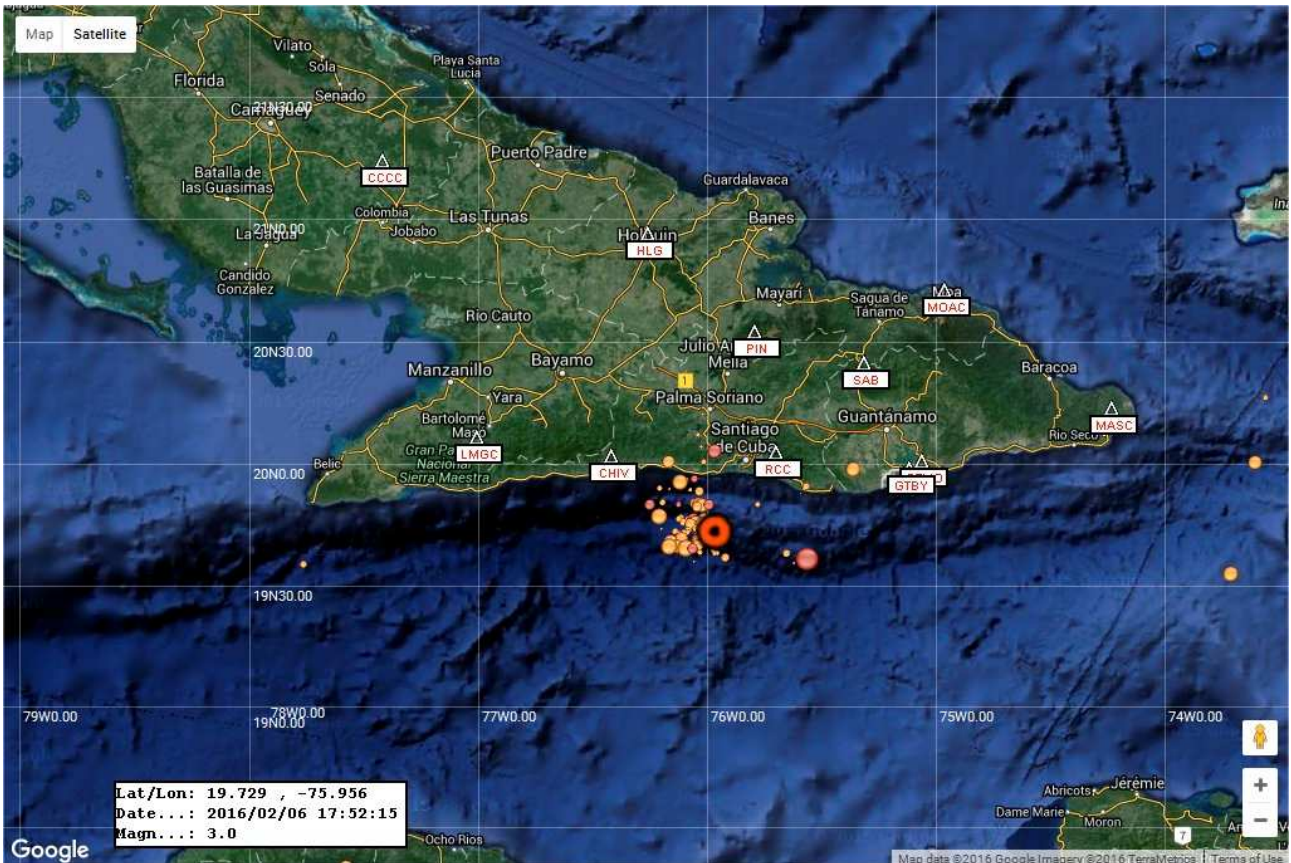 Map Satellite
Vilato
Sola
Playa Santa
Lucia
Florida
Senado
21N30.00
Camagüey
Puerto Padre
Batalla de
las Guasimas
CCCC
Guardalavaca
Colombia
Las Tunas
Banes
21N0.00
La Jagua
Jobabo
Holguin
HLG
Candido
Gonzalez
Mayarí
Sagua de
Tánamo
Moa
MOAC
Rio Cauto
20N30.00
Bayamo
Julio A
Mella
PIN
Manzanillo
SAB
Baracoa
1
Yara
Palma Soriano
Guantánamo
Bartolomé
Maso
MASC
Santiago
de Cuba
Rio Seco
LMGC
Gran Pa
Nacional
Sierra Maestra
Belic
20N0.00
CHIV
RCC
GTBY
19N30.00
79W0.00
78W0.00
77W0.00
76W0.00
75W0.00
74W0.00
19N0.00
Lat/Lon: 19.729 , -75.956
Date...: 2016/02/06 17:52:15
Magn...: 3.0
Abricots
Jérémie
Dame Marie
Moron
7
Ocho Rios
Google
Map data ©2016 Google Imagery ©2016 TerraMetrics
Terms of Use